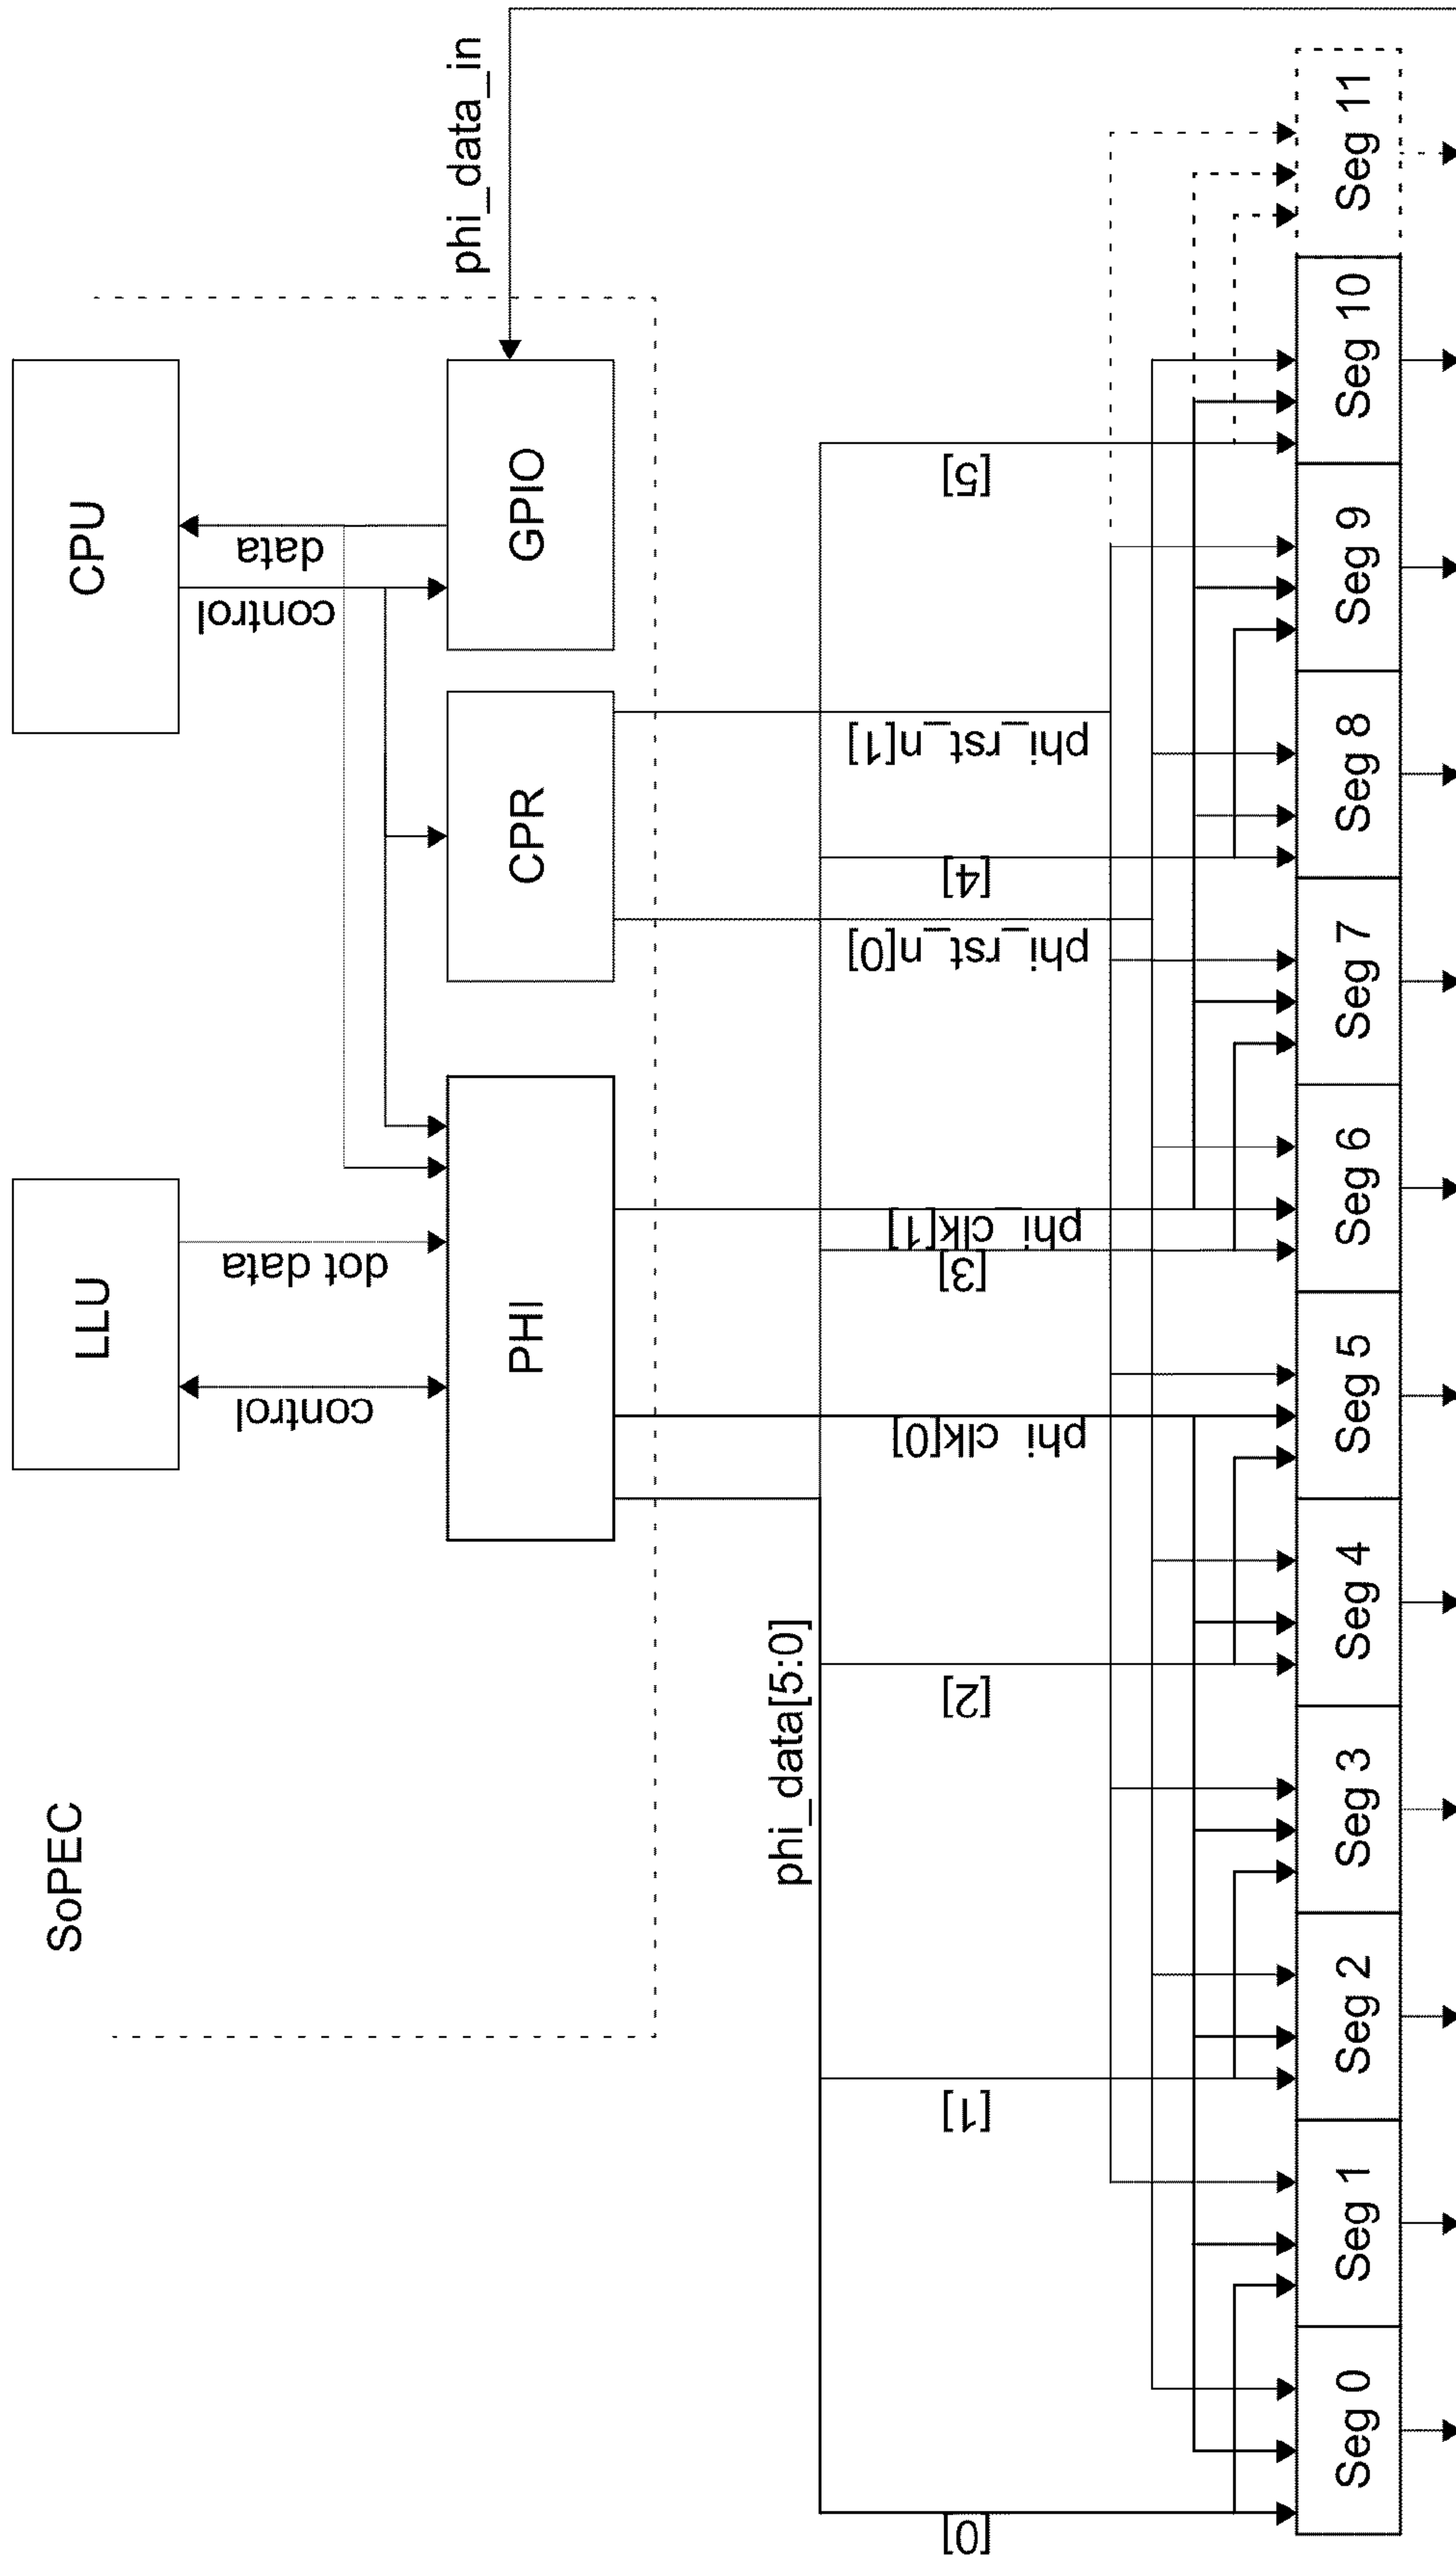 SoPEC
LLU
CPU
control
dot data
control
data
PHI
CPR
GPIO
phi_data_in
phi_data[5:0]
phi_clk[0]
phi_clk[1]
phi_rst_n[0]
phi_rst_n[1]
[0]
[1]
[2]
[3]
[4]
[5]
Seg 0
Seg 1
Seg 2
Seg 3
Seg 4
Seg 5
Seg 6
Seg 7
Seg 8
Seg 9
Seg 10
Seg 11